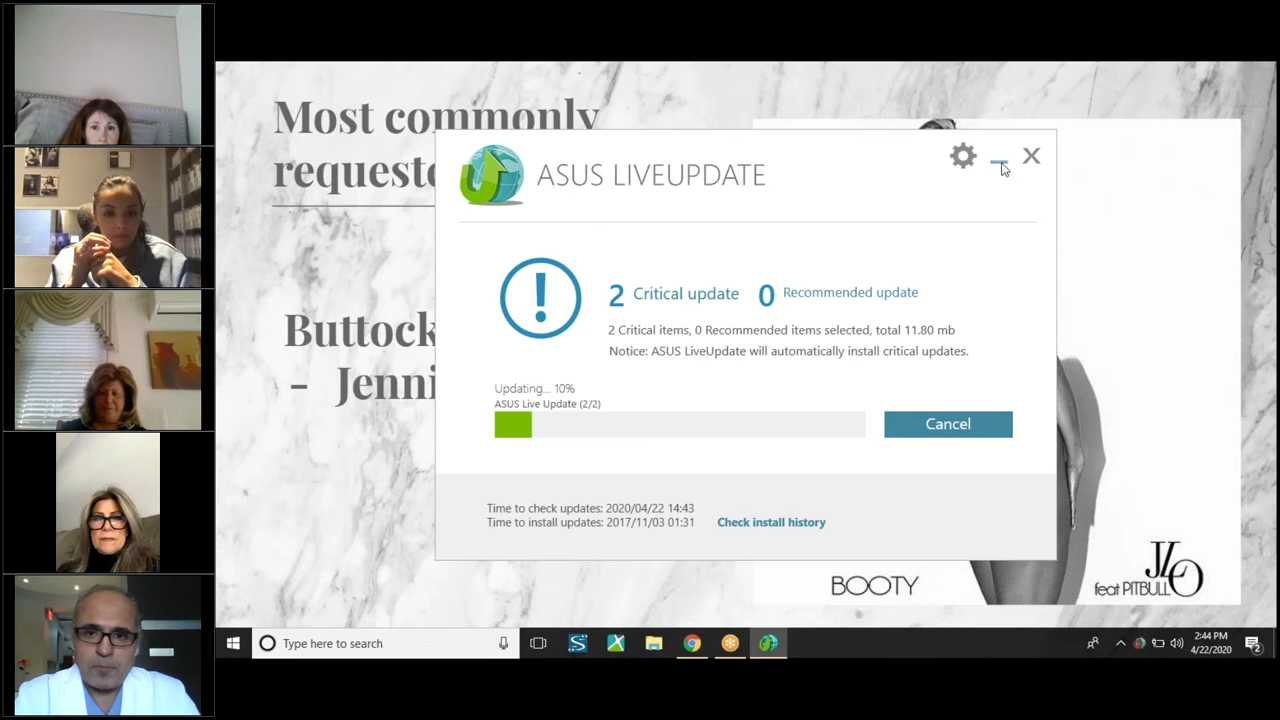 Most commonly
requeste
Buttock
- Jenni
ASUS LIVEUPDATE
2 Critical update 0 Recommended update
2 Critical items, 0 Recommended items selected, total 11.80 mb
Notice: ASUS LiveUpdate will automatically install critical updates.
Updating... 10%
ASUS Live Update (2/2)
Cancel
Time to check updates: 2020/04/22 14:43
Time to install updates: 2017/11/03 01:31 Check install history
BOOTY
JLO
feat PITBULL
Type here to search
2:44 PM
4/22/2020
2